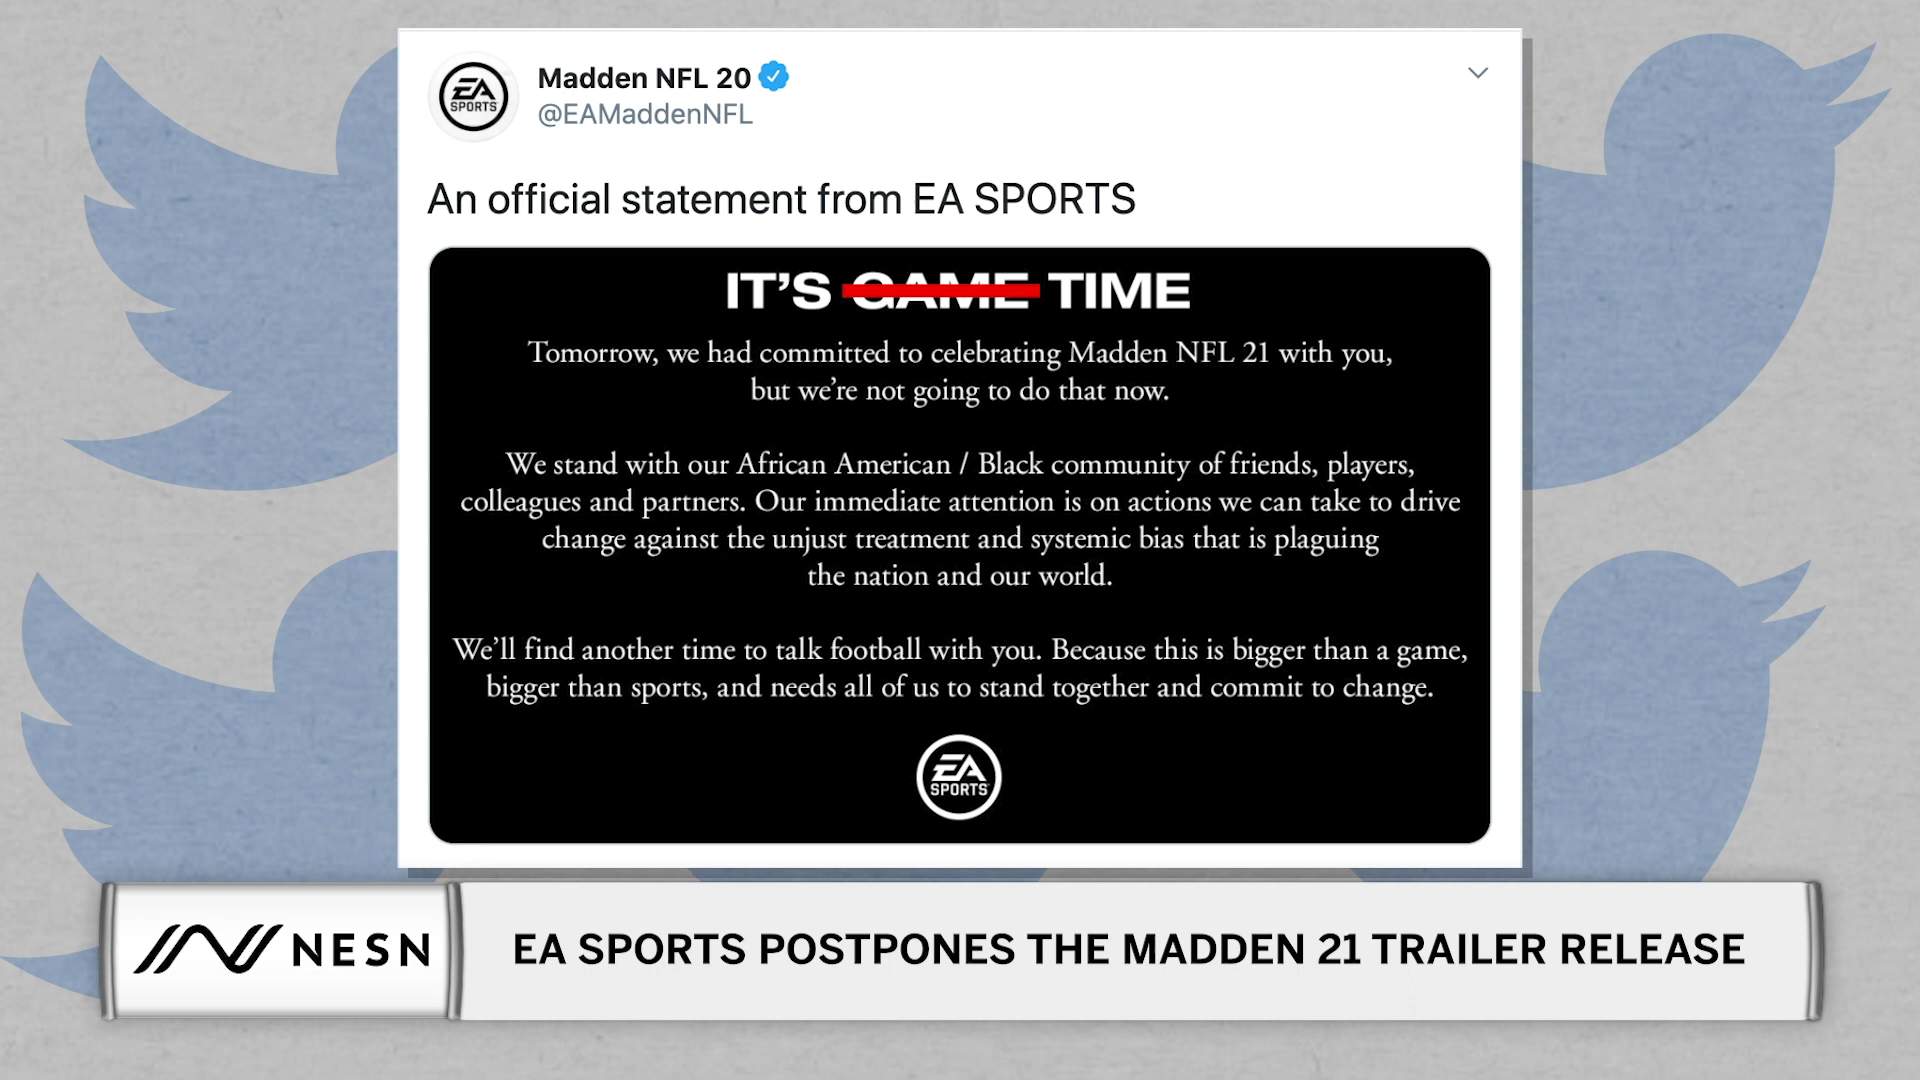 EA
SPORTS
Madden NFL 20
@EAMaddenNFL
An official statement from EA SPORTS
IT’S GAME TIME
Tomorrow, we had committed to celebrating Madden NFL 21 with you,
but we’re not going to do that now.
We stand with our African American / Black community of friends, players,
colleagues and partners. Our immediate attention is on actions we can take to drive
change against the unjust treatment and systemic bias that is plaguing
the nation and our world.
We’ll find another time to talk football with you. Because this is bigger than a game,
bigger than sports, and needs all of us to stand together and commit to change.
EA
SPORTS
NESN
EA SPORTS POSTPONES THE MADDEN 21 TRAILER RELEASE